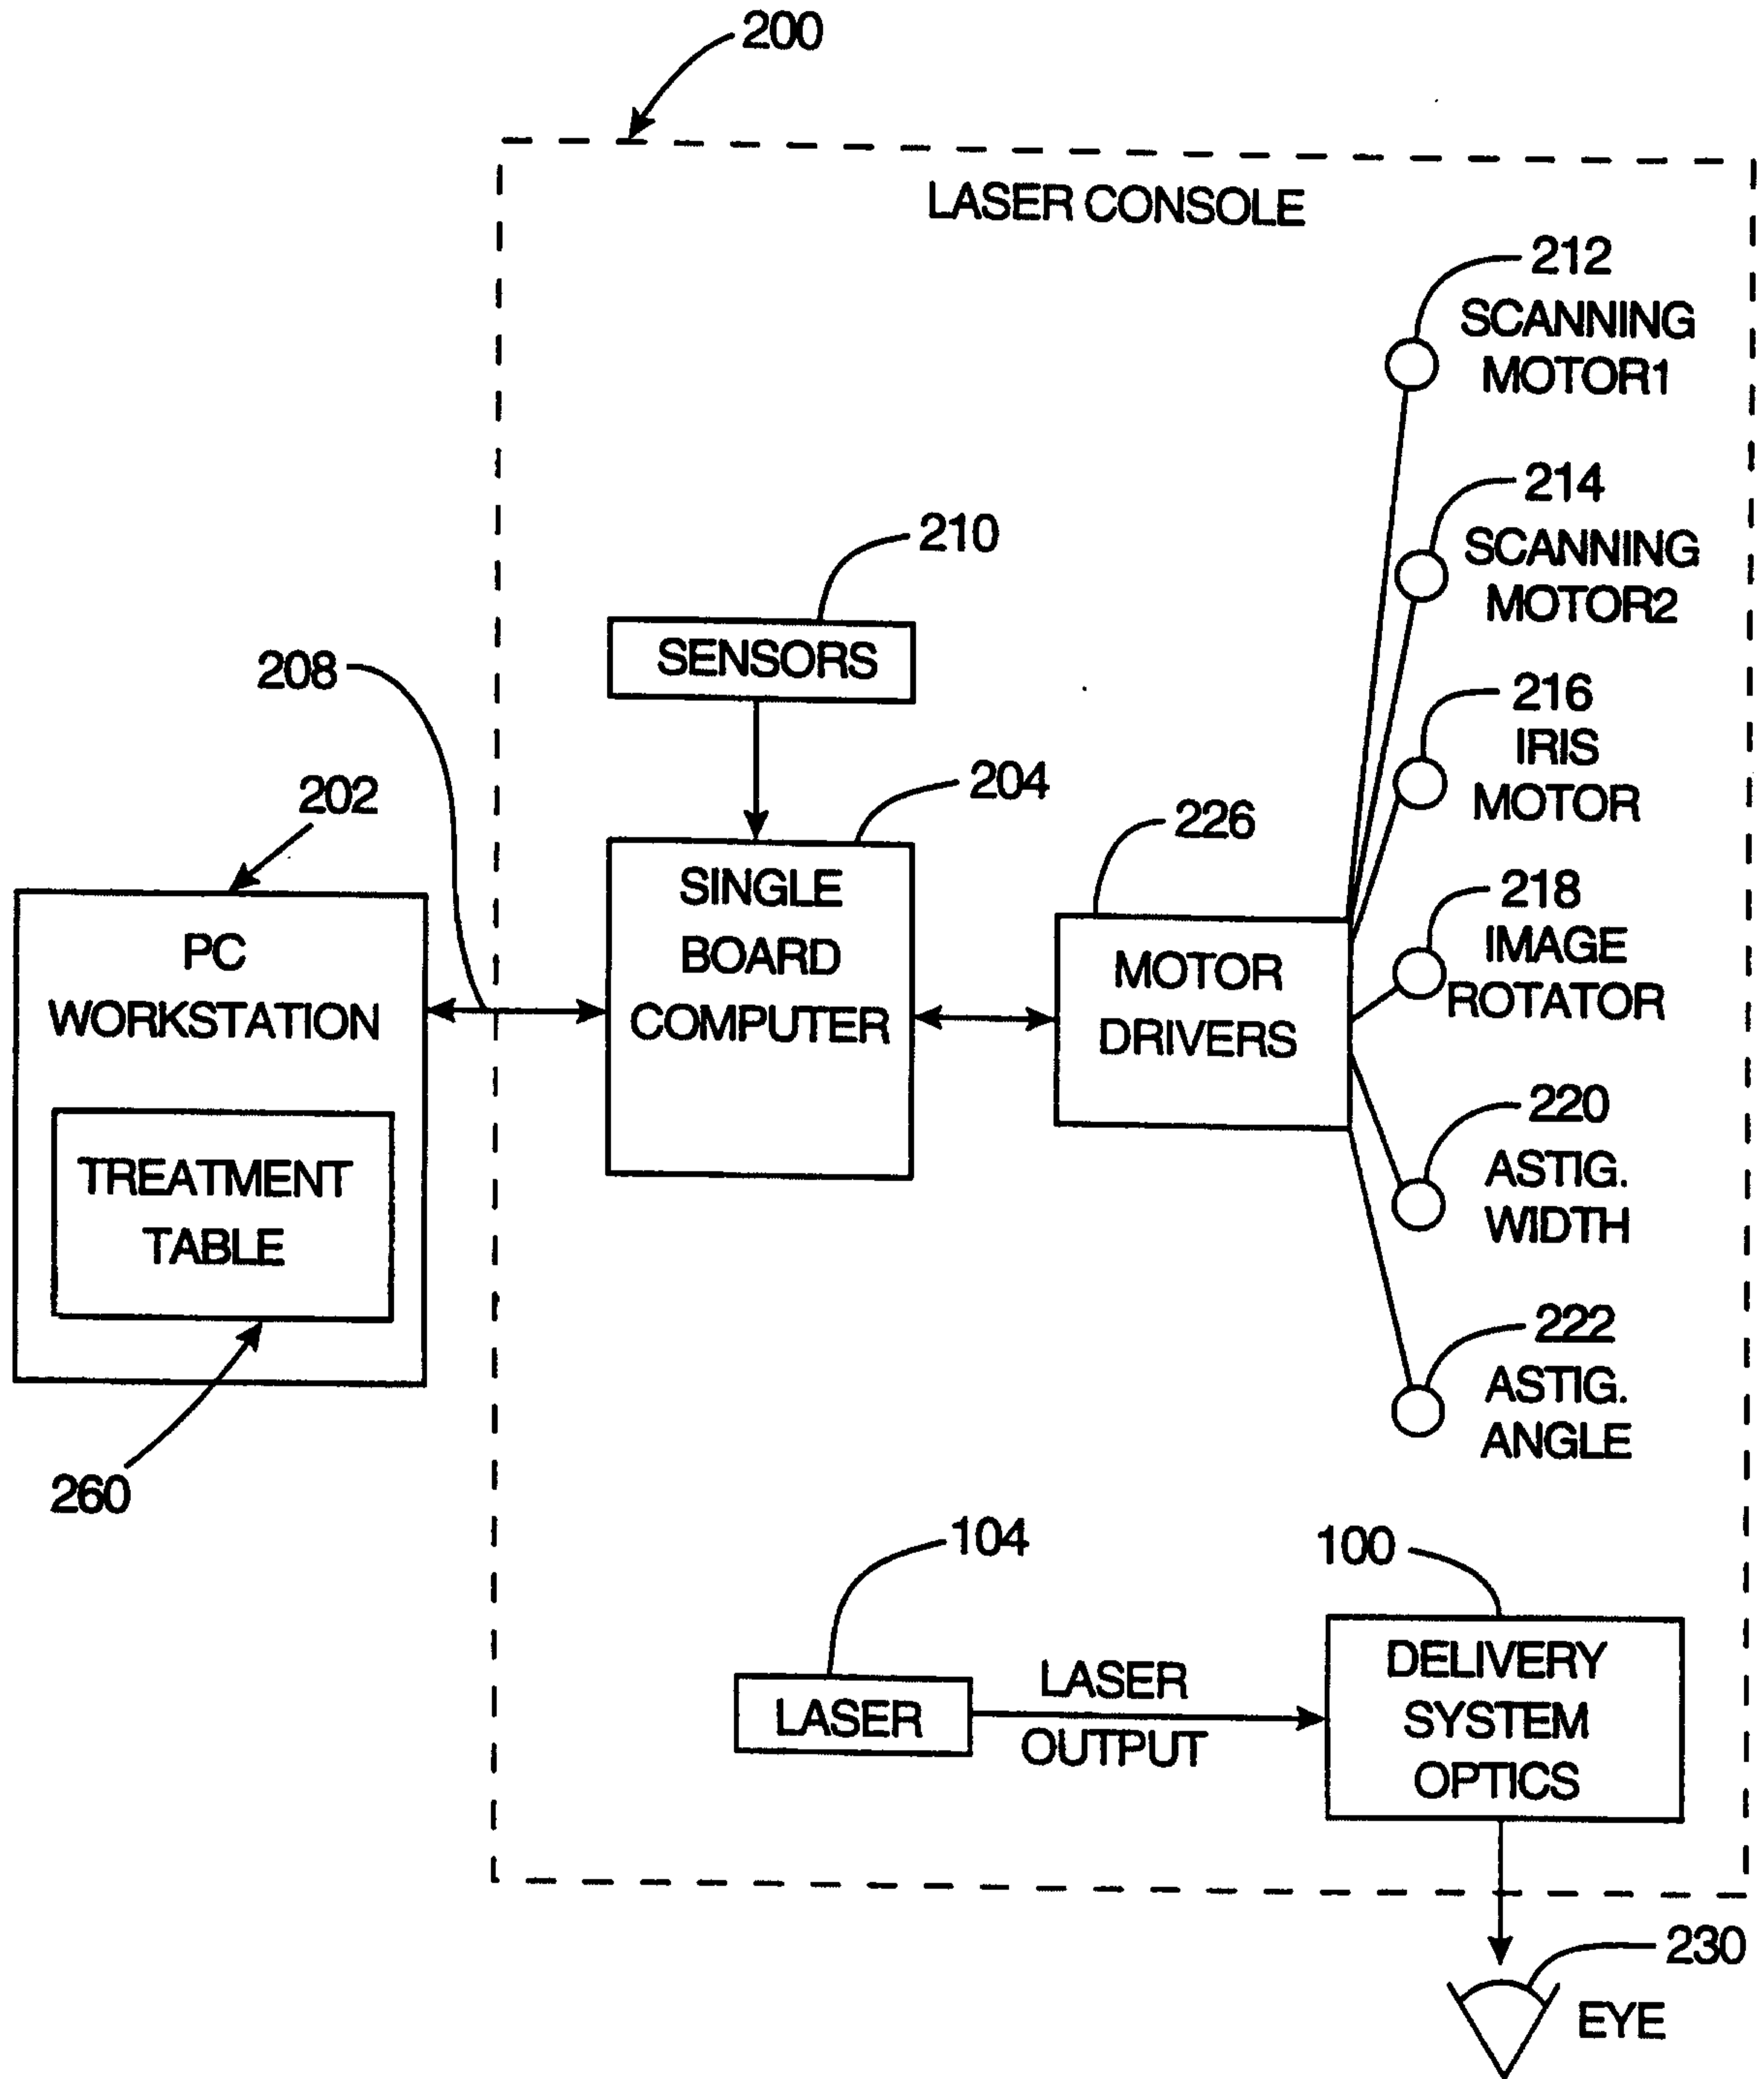 200
LASER CONSOLE
212
SCANNING
MOTOR1
214
SCANNING
MOTOR2
210
SENSORS
208
216
IRIS
MOTOR
202
204
226
218
IMAGE
ROTATOR
PC
WORKSTATION
SINGLE
BOARD
COMPUTER
MOTOR
DRIVERS
TREATMENT
TABLE
220
ASTIG.
WIDTH
222
ASTIG.
ANGLE
260
104
100
LASER
LASER
OUTPUT
DELIVERY
SYSTEM
OPTICS
230
EYE